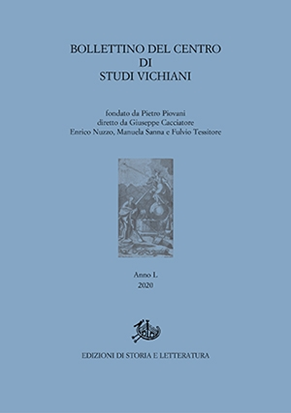 BOLLETTINO DEL CENTRO
DI
STUDI VICHIANI
fondato da Pietro Piovani
diretto da Giuseppe Cacciatore
Enrico Nuzzo, Manuela Sanna e Fulvio Tessitore
Anno L
2020
EDIZIONI DI STORIA E LETTERATURA